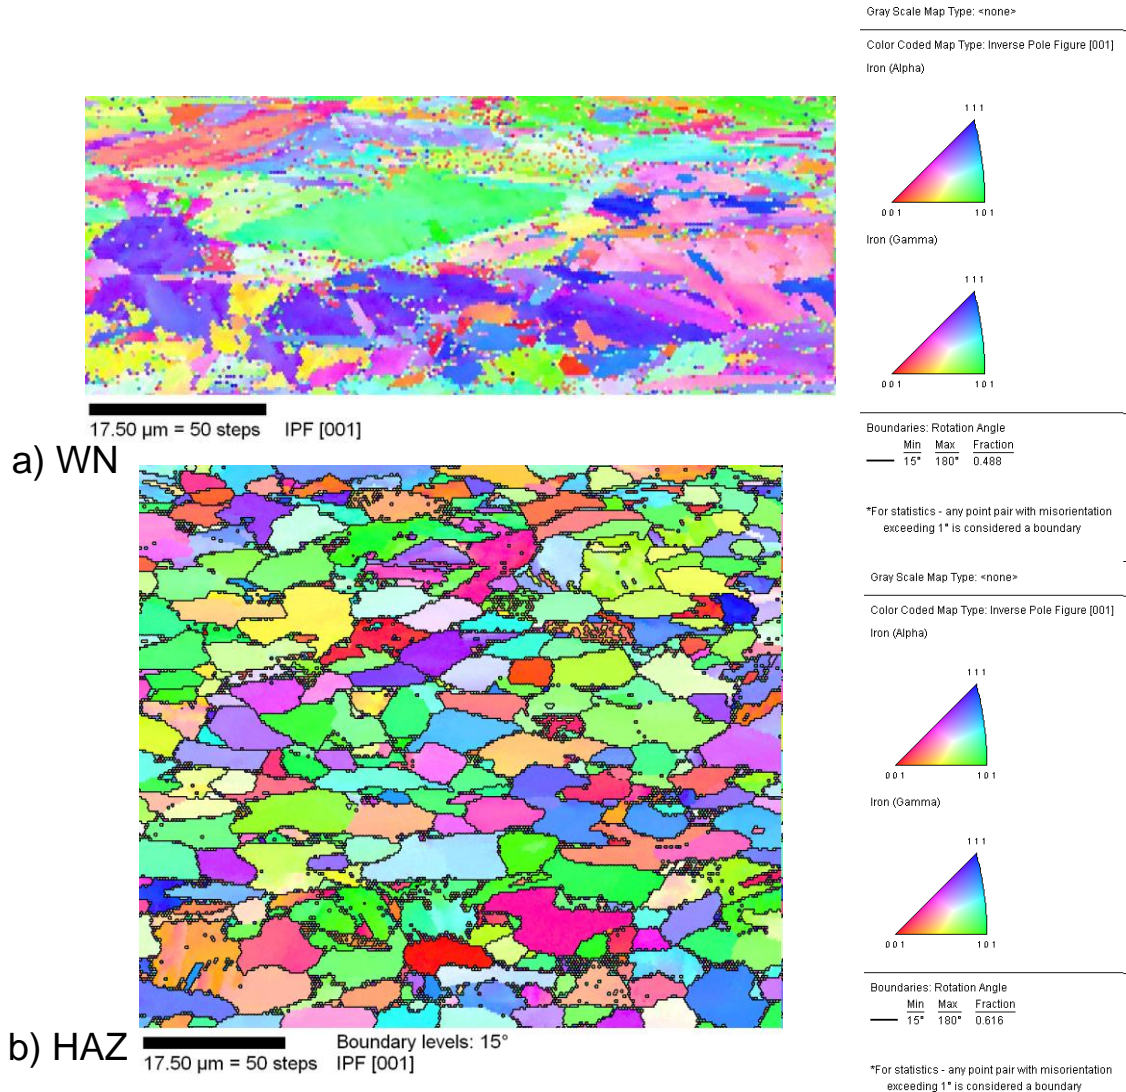 Gray Scale Map Type: <none>
Color Coded Map Type: Inverse Pole Figure [001]
Iron (Alpha)
111
001 101
Iron (Gamma)
111
001 101
Boundaries: Rotation Angle
Min Max Fraction
15° 180° 0.488
*For statistics - any point pair with misorientation
exceeding 1° is considered a boundary
17.50 µm = 50 steps IPF [001]
a) WN
Gray Scale Map Type: <none>
Color Coded Map Type: Inverse Pole Figure [001]
Iron (Alpha)
111
001 101
Iron (Gamma)
111
001 101
Boundaries: Rotation Angle
Min Max Fraction
15° 180° 0.616
*For statistics - any point pair with misorientation
exceeding 1° is considered a boundary
b) HAZ
Boundary levels: 15°
17.50 µm = 50 steps IPF [001]